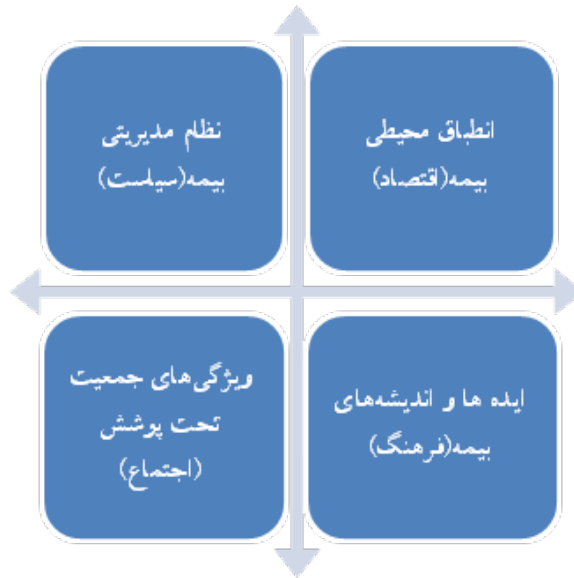 انطباق محیطی
بیمه(اقتصاد)
نظام مدیریتی
بیمه(سیاست)
ایده ها و اندیشه‌های
بیمه(فرهنگ)
ویژگی‌های جمعیت
تحت پوشش
(اجتماع)